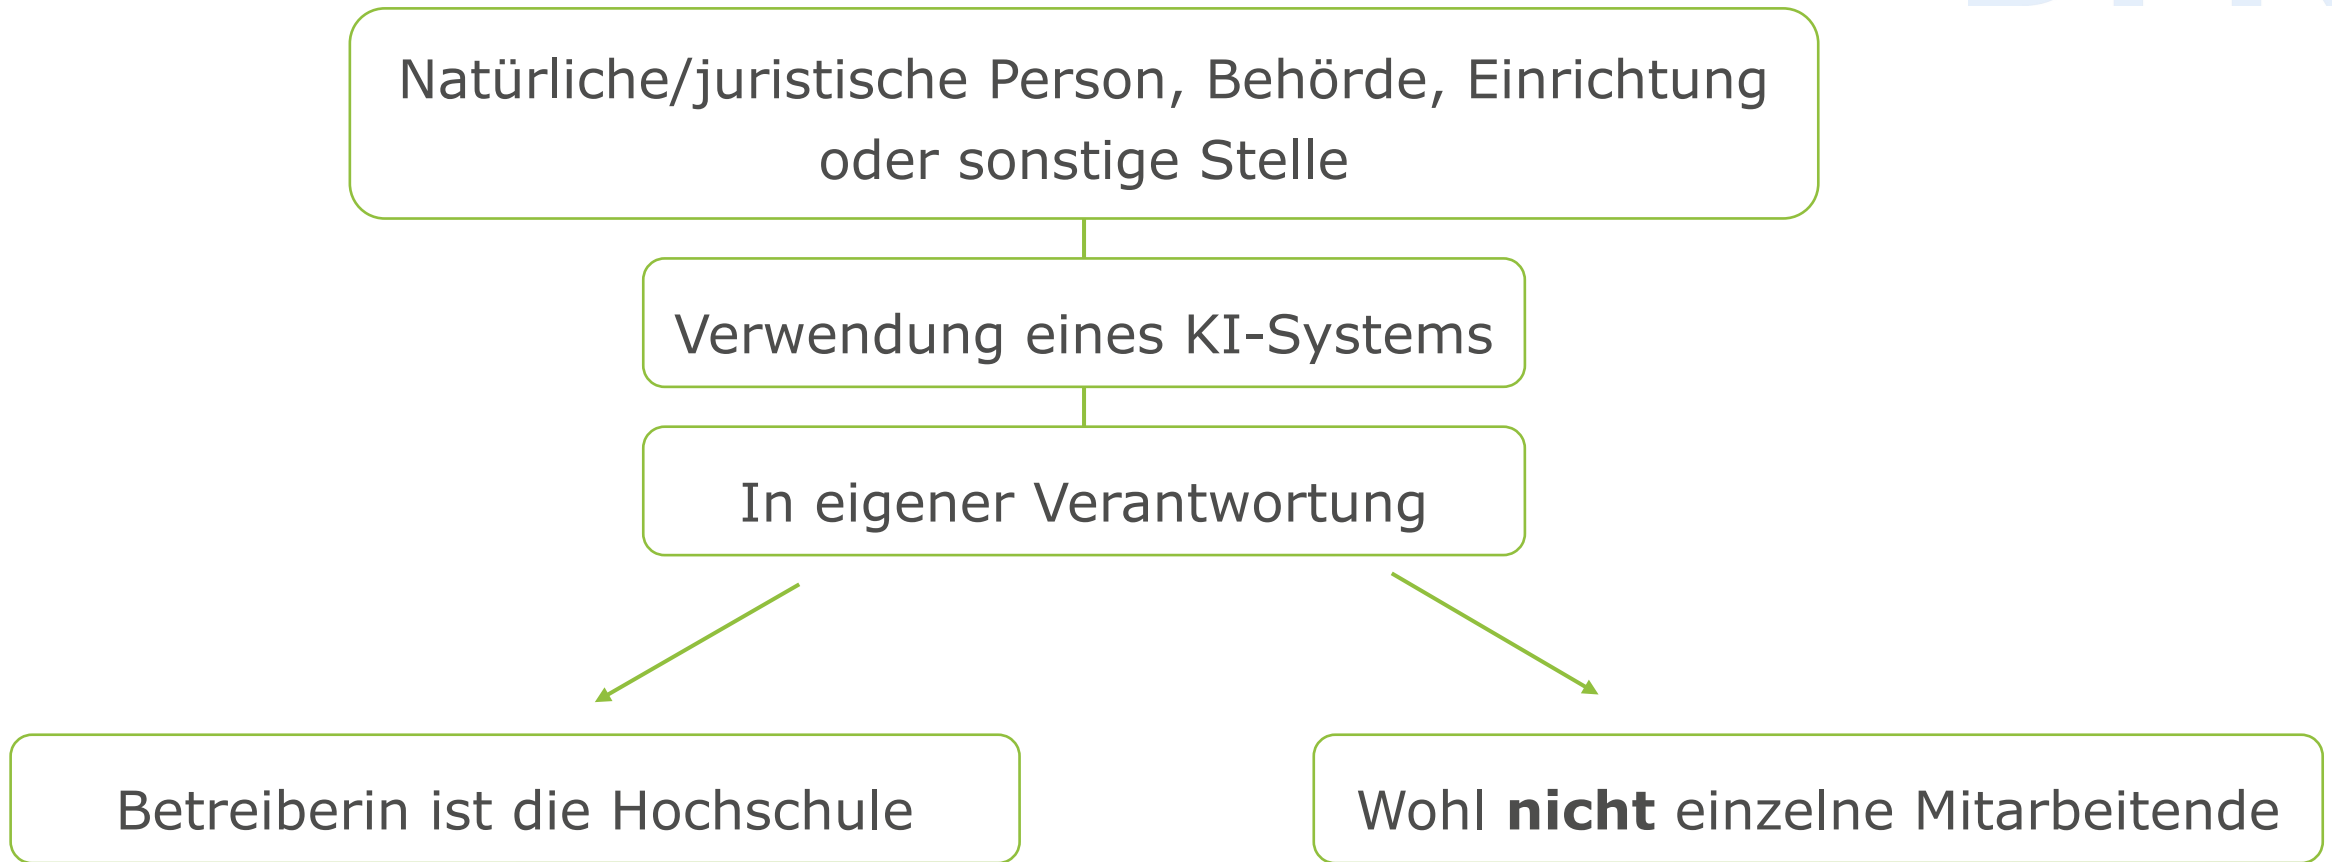 Natürliche/juristische Person, Behörde, Einrichtung
oder sonstige Stelle
Verwendung eines KI-Systems
In eigener Verantwortung
Betreiberin ist die Hochschule
Wohl nicht einzelne Mitarbeitende